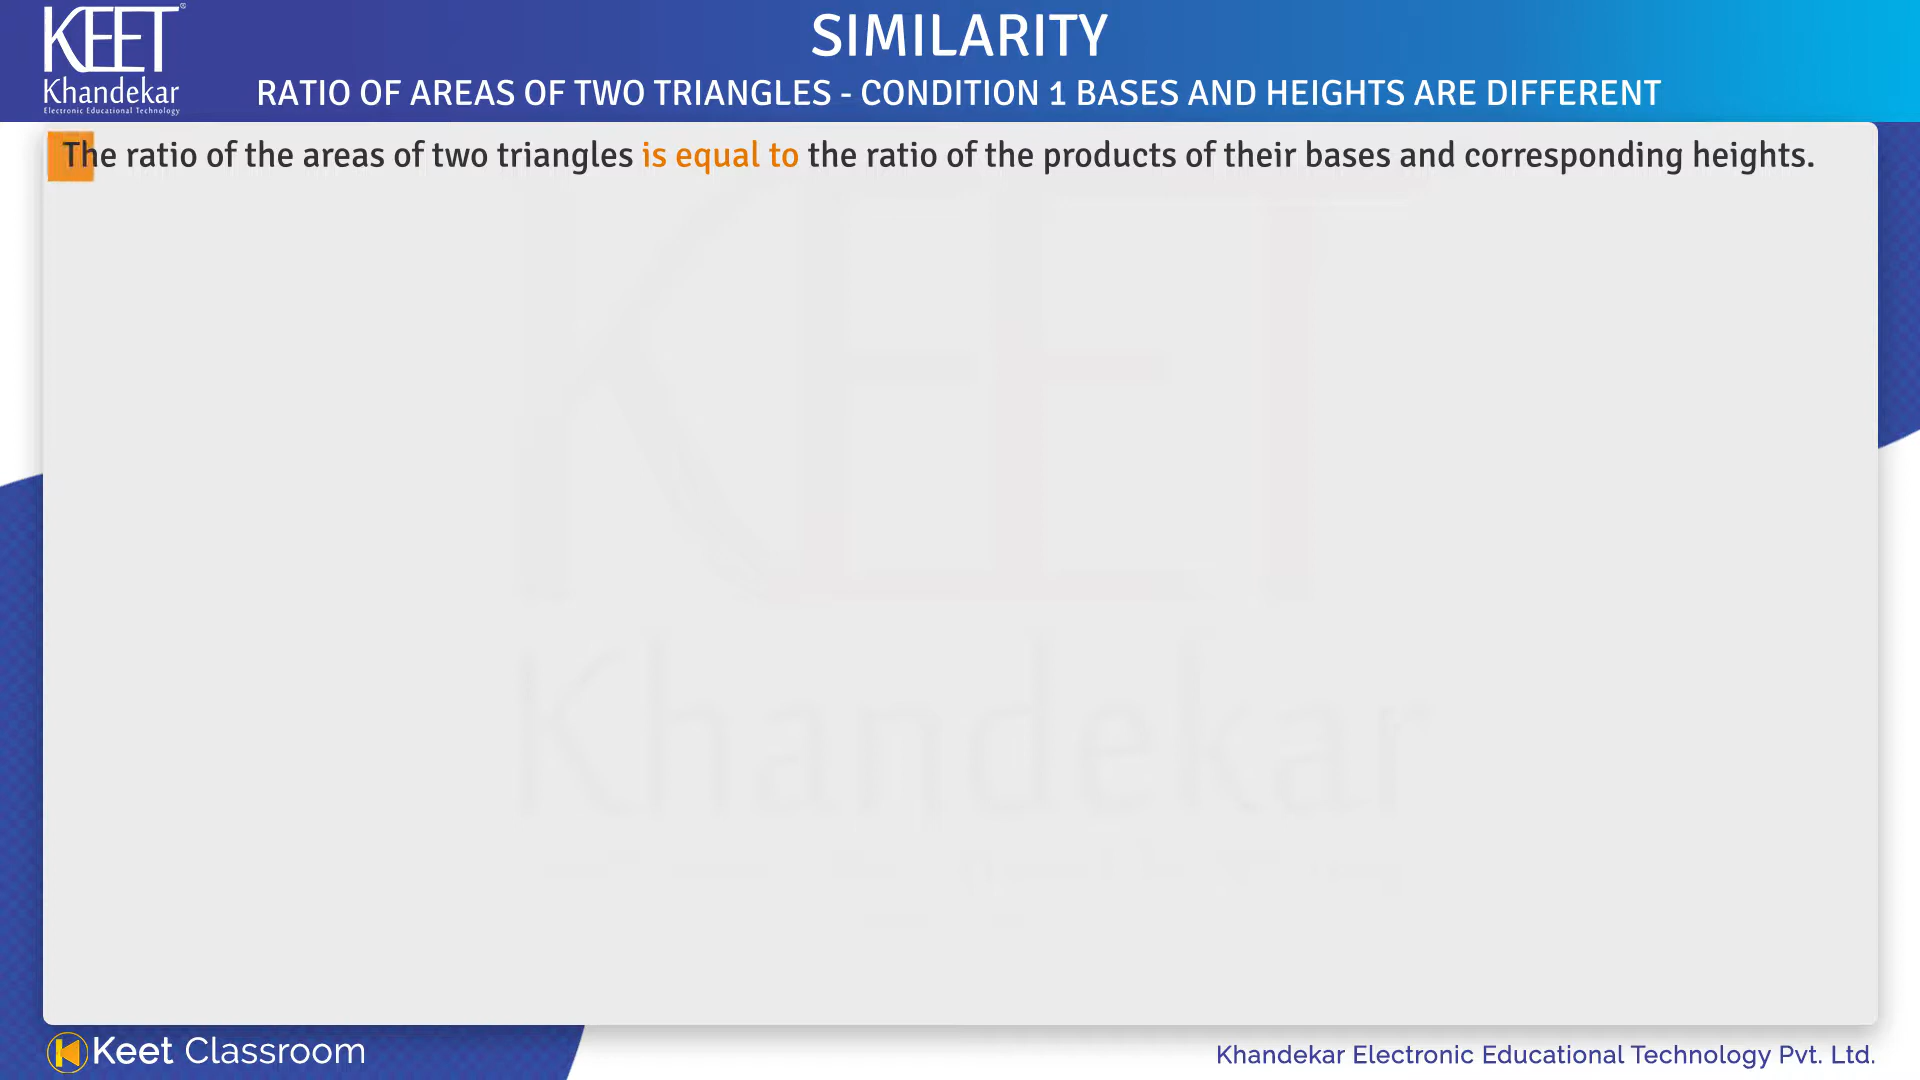 KEET®
Khandekar
Electronic Educational Technology
SIMILARITY
RATIO OF AREAS OF TWO TRIANGLES - CONDITION 1 BASES AND HEIGHTS ARE DIFFERENT
The ratio of the areas of two triangles is equal to the ratio of the products of their bases and corresponding heights.
KEET
Khandekar
Keet Classroom
Khandekar Electronic Educational Technology Pvt. Ltd.